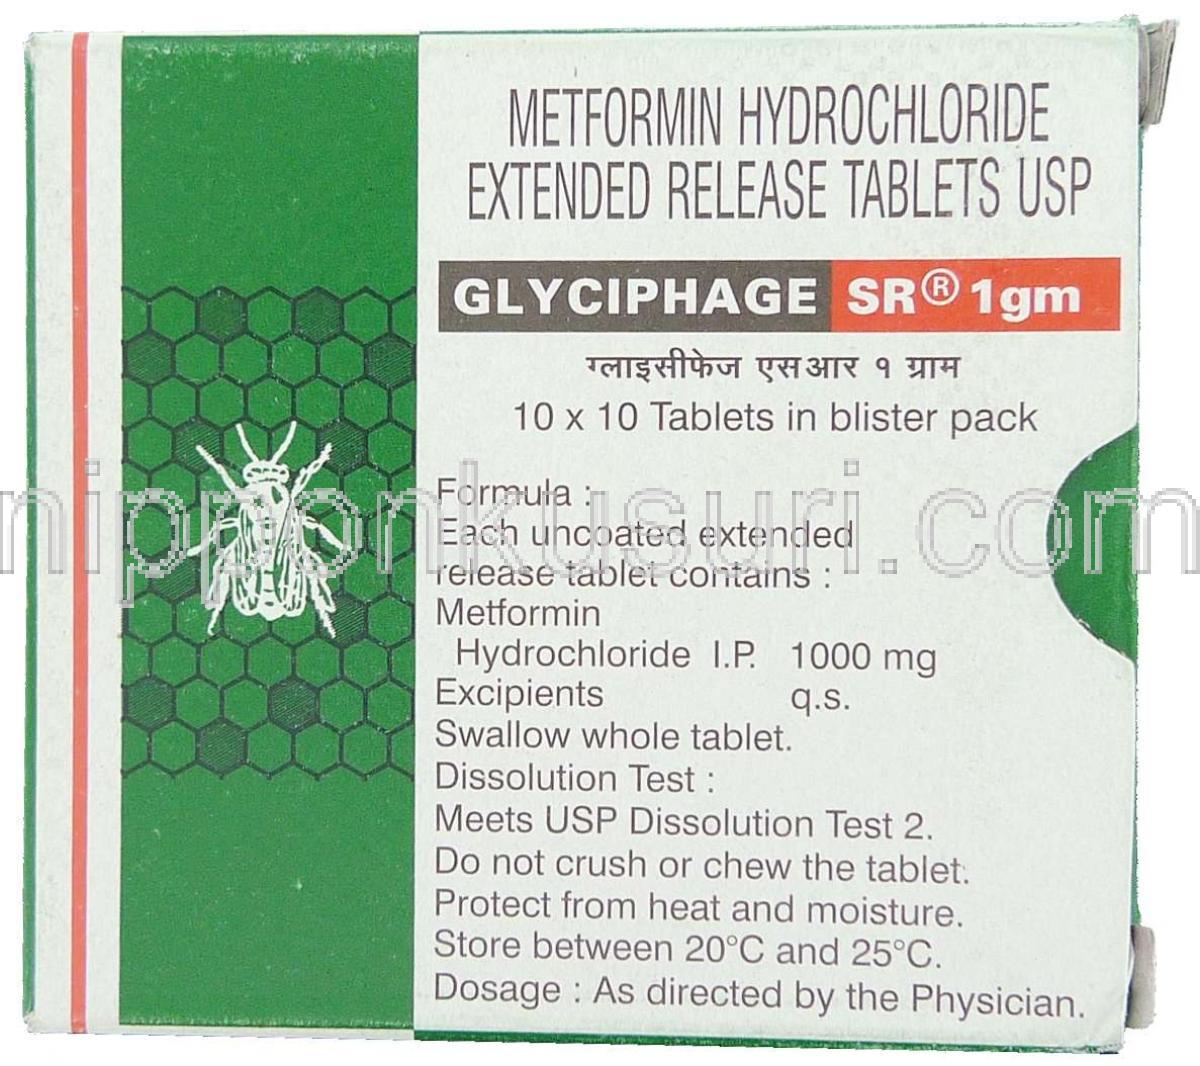 METFORMIN HYDROCHLORIDE
EXTENDED RELEASE TABLETS USP
GLYCIPHAGE SR® 1gm
ग्लाइसीफेज एस आर १ ग्राम
10 x 10 Tablets in blister pack
Formula :
Each uncoated extended
release tablet contains :
nipponkusuri.com
Metformin
Hydrochloride I.P. 1000 mg
Excipients q.s.
Swallow whole tablet.
Dissolution Test :
Meets USP Dissolution Test 2.
Do not crush or chew the tablet.
Protect from heat and moisture.
Store between 20°C and 25°C.
Dosage : As directed by the Physician.